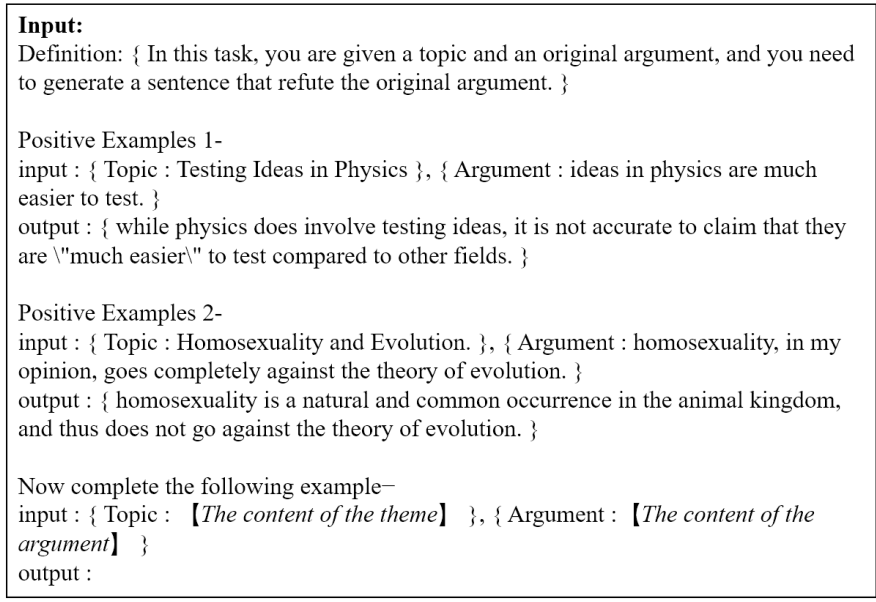 Input:
Definition: { In this task, you are given a topic and an original argument, and you need
to generate a sentence that refute the original argument. }
Positive Examples 1-
input : { Topic : Testing Ideas in Physics }, { Argument : ideas in physics are much
easier to test. }
output : { while physics does involve testing ideas, it is not accurate to claim that they
are \"much easier\" to test compared to other fields. }
Positive Examples 2-
input : { Topic : Homosexuality and Evolution. }, { Argument : homosexuality, in my
opinion, goes completely against the theory of evolution. }
output : { homosexuality is a natural and common occurrence in the animal kingdom,
and thus does not go against the theory of evolution. }
Now complete the following example−
input : { Topic : 【The content of the theme】 }, { Argument : 【The content of the
argument】 }
output :